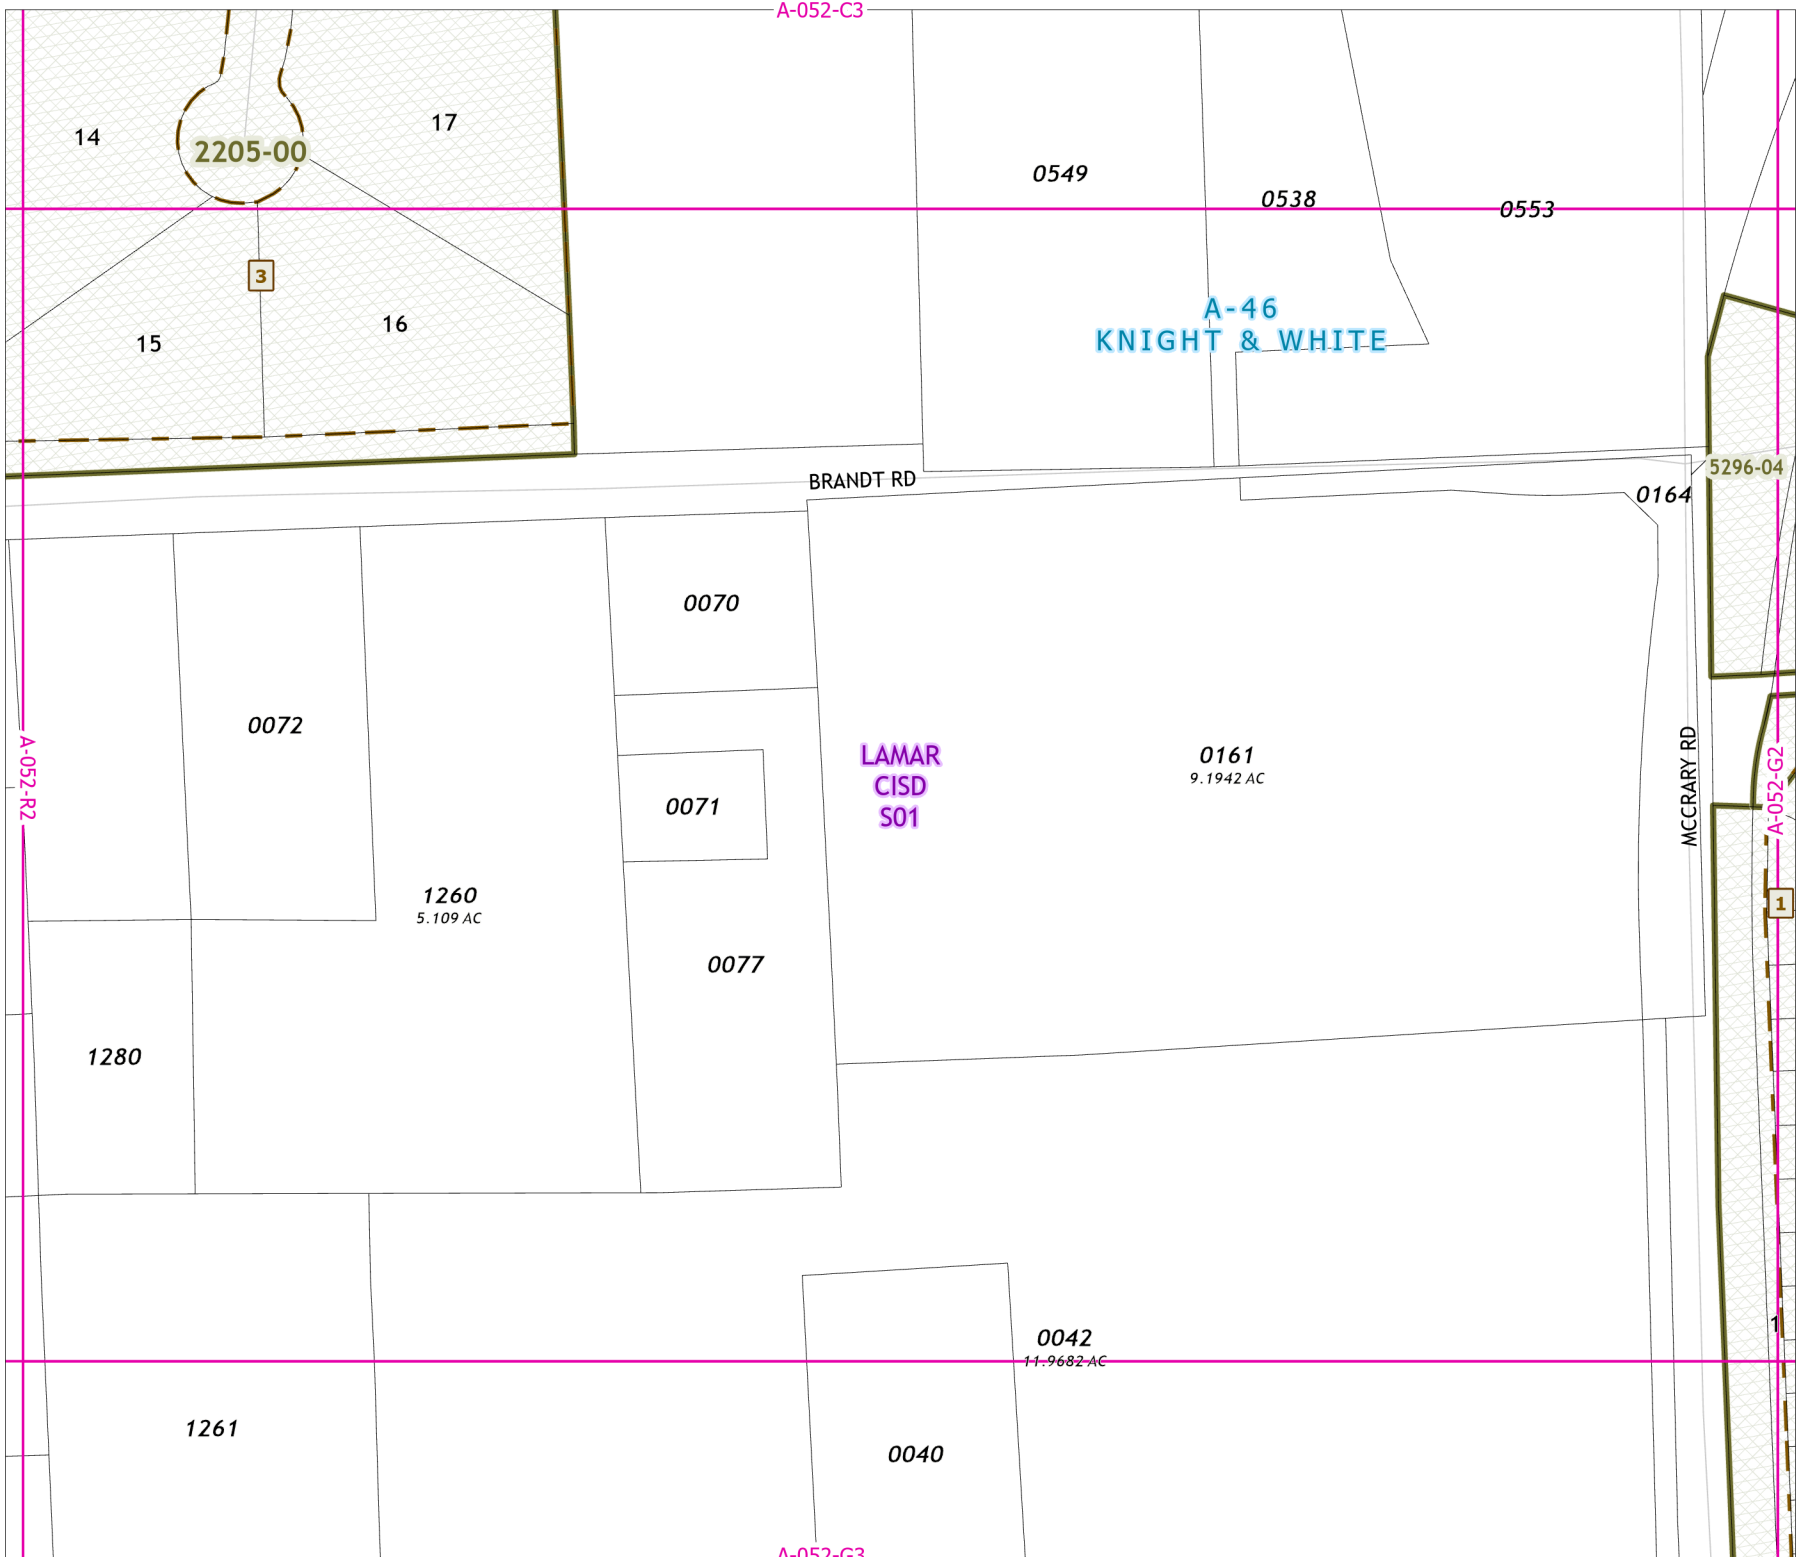 A-052-C3
14
17
2205-00
0549
0538
0553
3
15
16
A-46
KNIGHT & WHITE
BRANDT RD
5296-04
0164
0070
0072
A-052-R2
LAMAR
CISD
S01
0161
9.1942 AC
MCCRARY RD
A-052-G2
0071
1260
5.109 AC
1
0077
1280
0042
11.9682 AC
1
1261
0040
A-052-G3